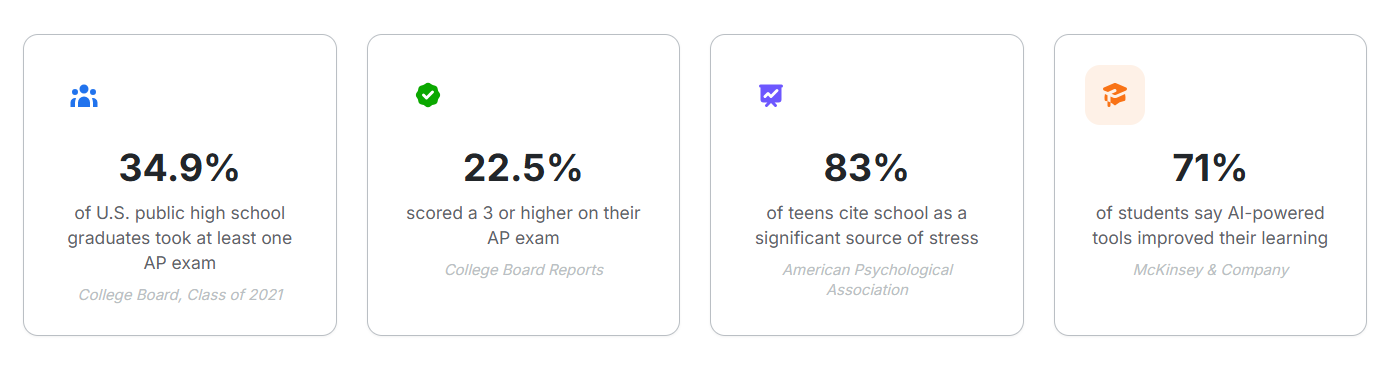 34.9%
of U.S. public high school
graduates took at least one
AP exam
College Board, Class of 2021
22.5%
scored a 3 or higher on their
AP exam
College Board Reports
83%
of teens cite school as a
significant source of stress
American Psychological
Association
71%
of students say AI-powered
tools improved their learning
McKinsey & Company